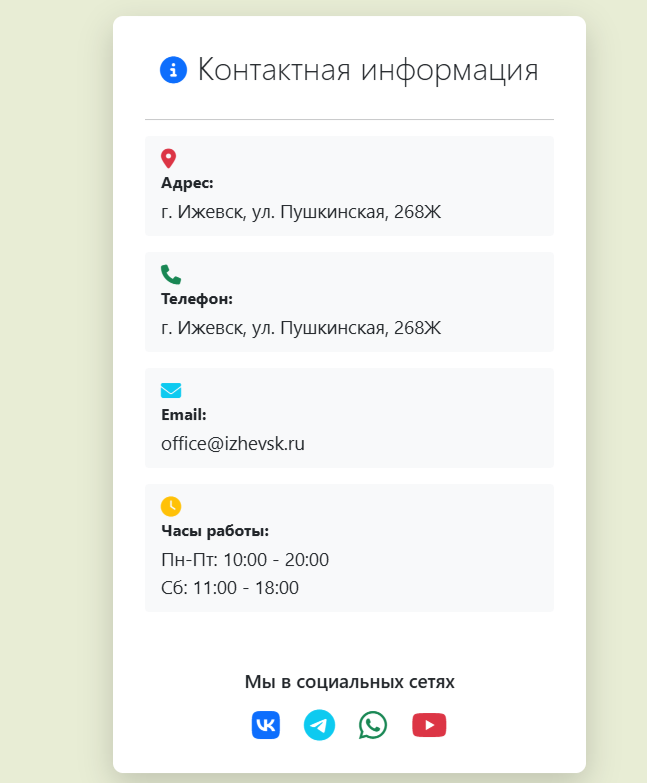 Контактная информация
Адрес:
г. Ижевск, ул. Пушкинская, 268Ж
Телефон:
г. Ижевск, ул. Пушкинская, 268Ж
Email:
office@izhevsk.ru
Часы работы:
Пн-Пт: 10:00 - 20:00
Сб: 11:00 - 18:00
Мы в социальных сетях